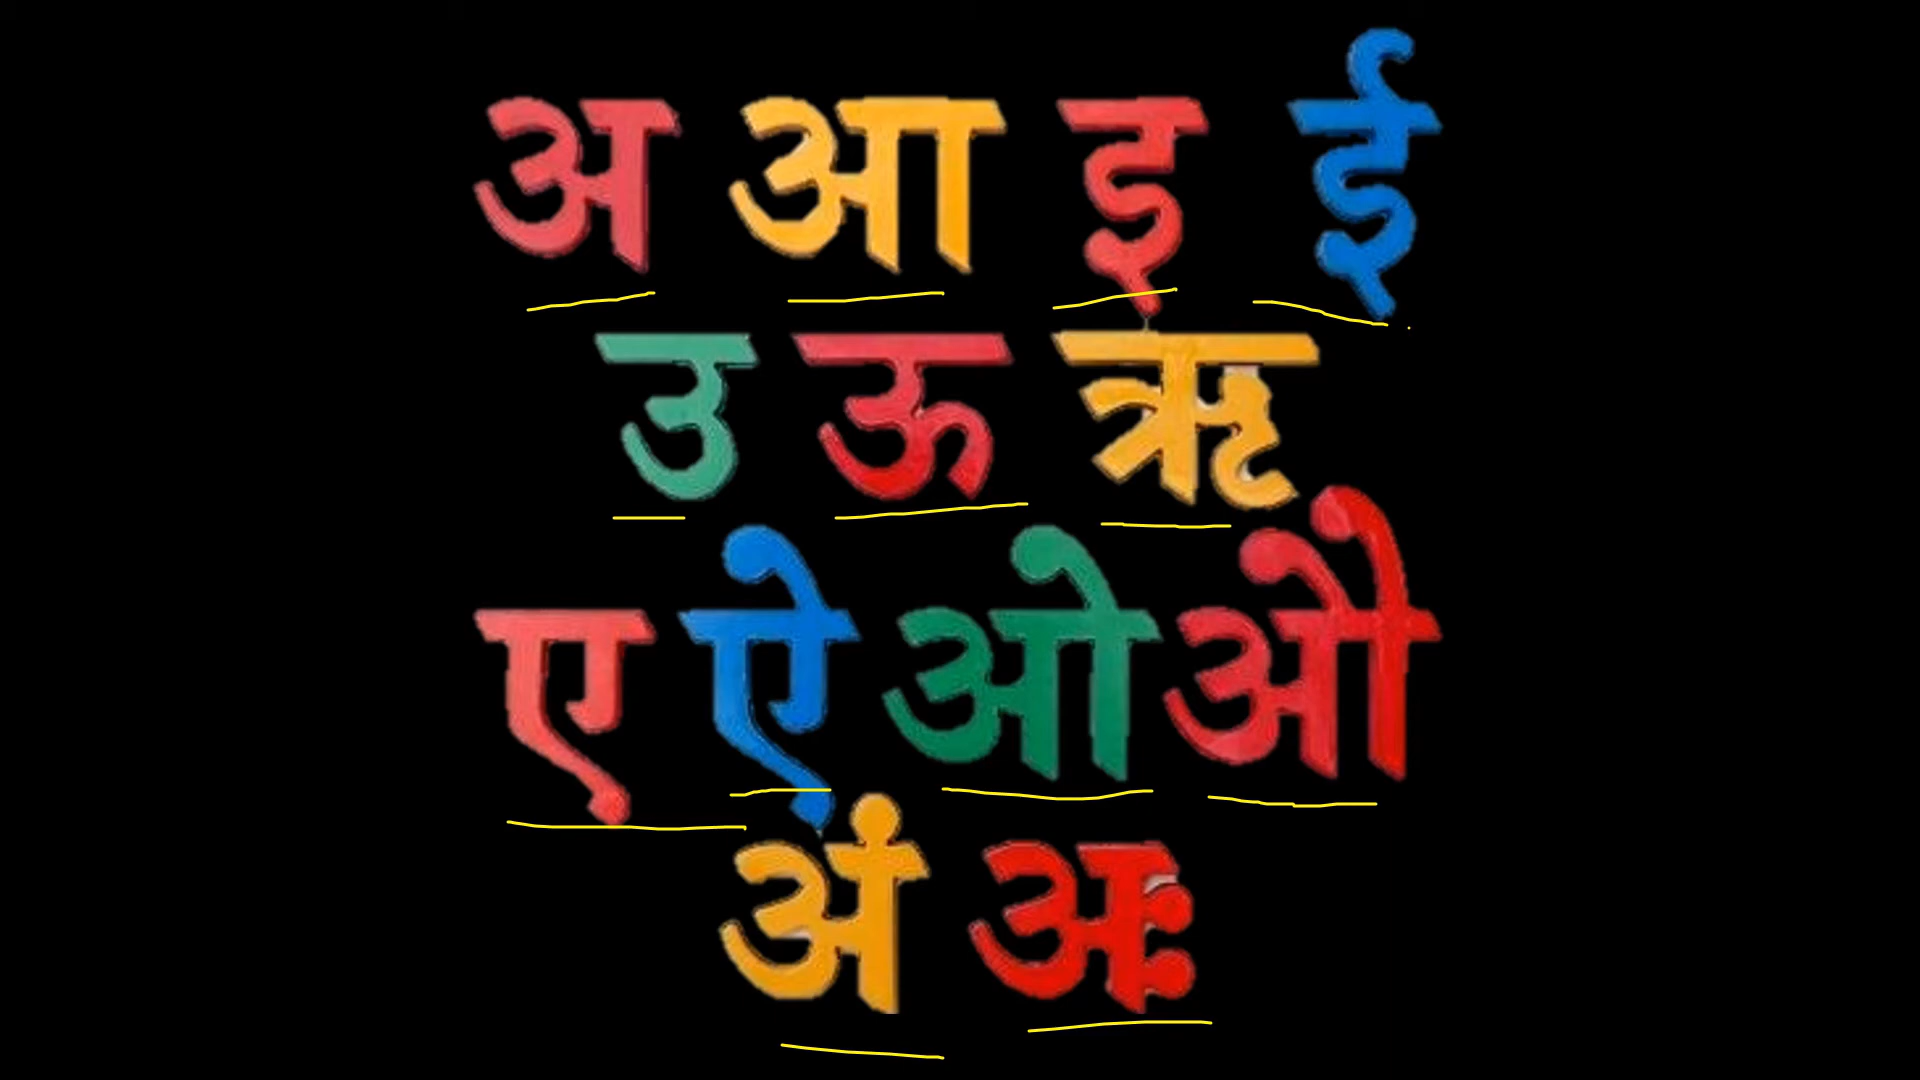 अ आ इ ई
उ ऊ ऋ
ए ऐ ओ औ
अं अः